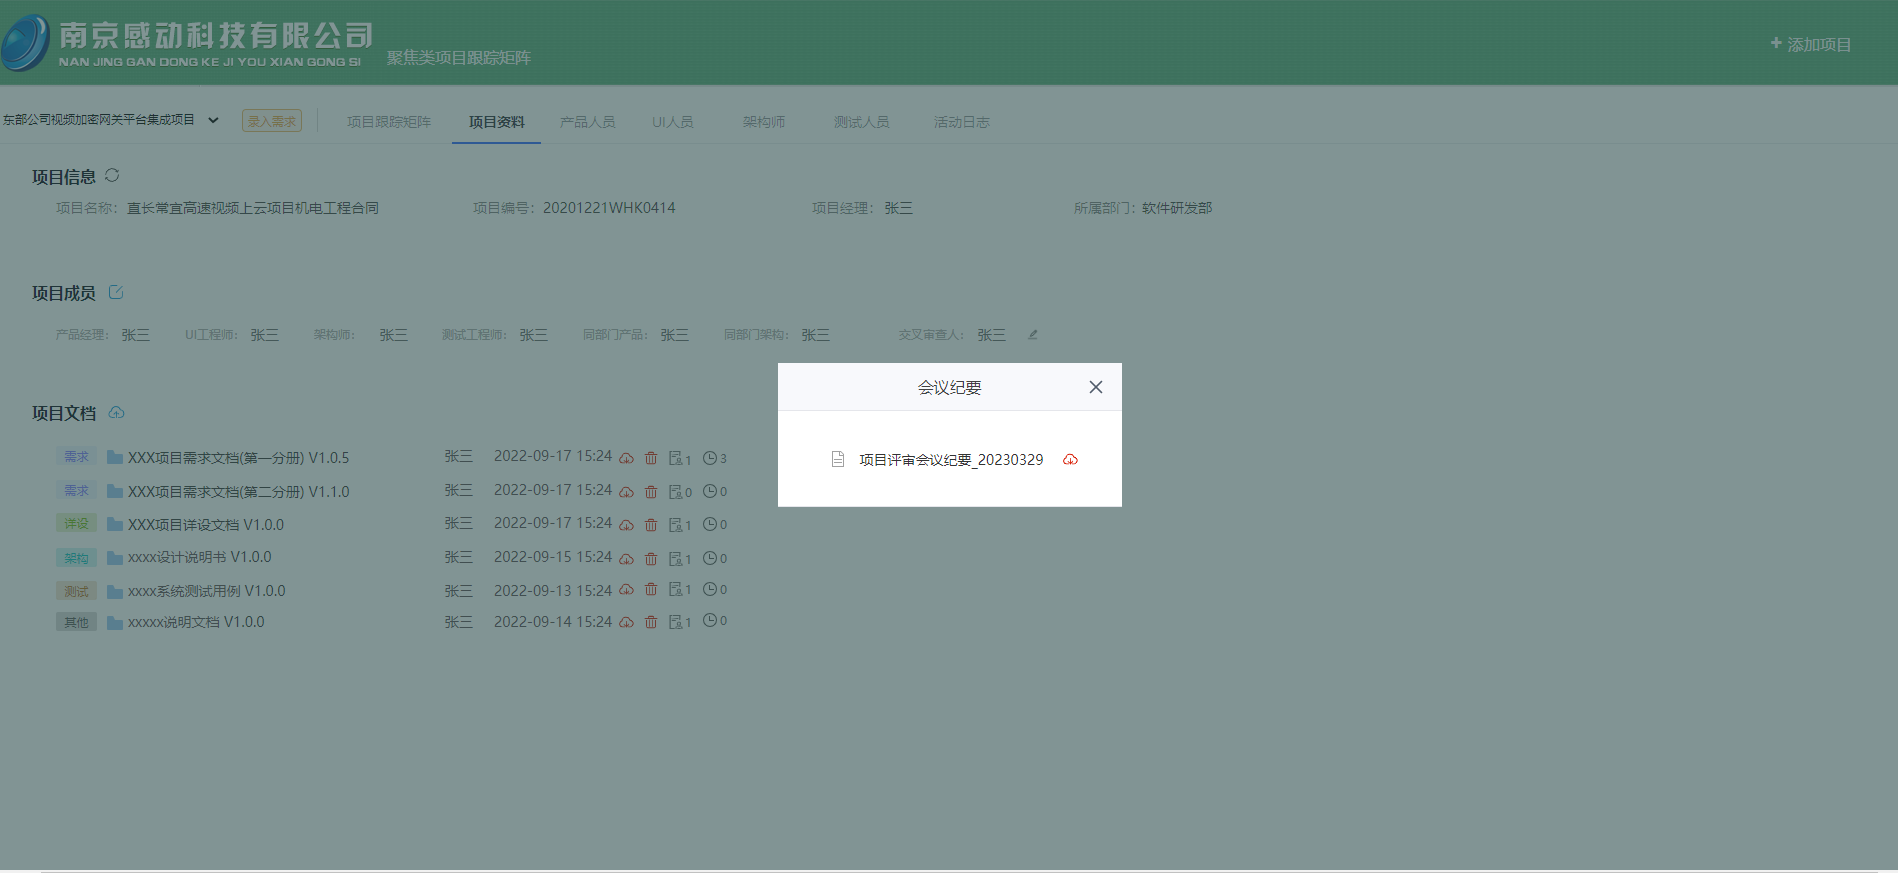 南京感动科技有限公司
NAN JING GAN DONG KE JI YOU XIAN GONG SI
聚焦类项目跟踪矩阵
+ 添加项目
东部公司视频加密网关平台集成项目 录入需求 项目跟踪矩阵 项目资料 产品人员 UI人员 架构师 测试人员 活动日志
项目信息
项目名称: 直长常宜高速视频上云项目机电工程合同 项目编号: 20201221WHK0414 项目经理: 张三 所属部门: 软件研发部
项目成员
产品经理: 张三 UI工程师: 张三 架构师: 张三 测试工程师: 张三 同部门产品: 张三 同部门架构: 张三 交叉审查人: 张三
会议纪要
项目评审会议纪要_20230329
项目文档
需求 XXX项目需求文档(第一分册) V1.0.5 张三 2022-09-17 15:24 1 3
需求 XXX项目需求文档(第二分册) V1.1.0 张三 2022-09-17 15:24 0 0
详设 XXX项目详设文档 V1.0.0 张三 2022-09-17 15:24 1 0
架构 xxxx设计说明书 V1.0.0 张三 2022-09-15 15:24 1 0
测试 xxxx系统测试用例 V1.0.0 张三 2022-09-13 15:24 1 0
其他 xxxxx说明文档 V1.0.0 张三 2022-09-14 15:24 1 0